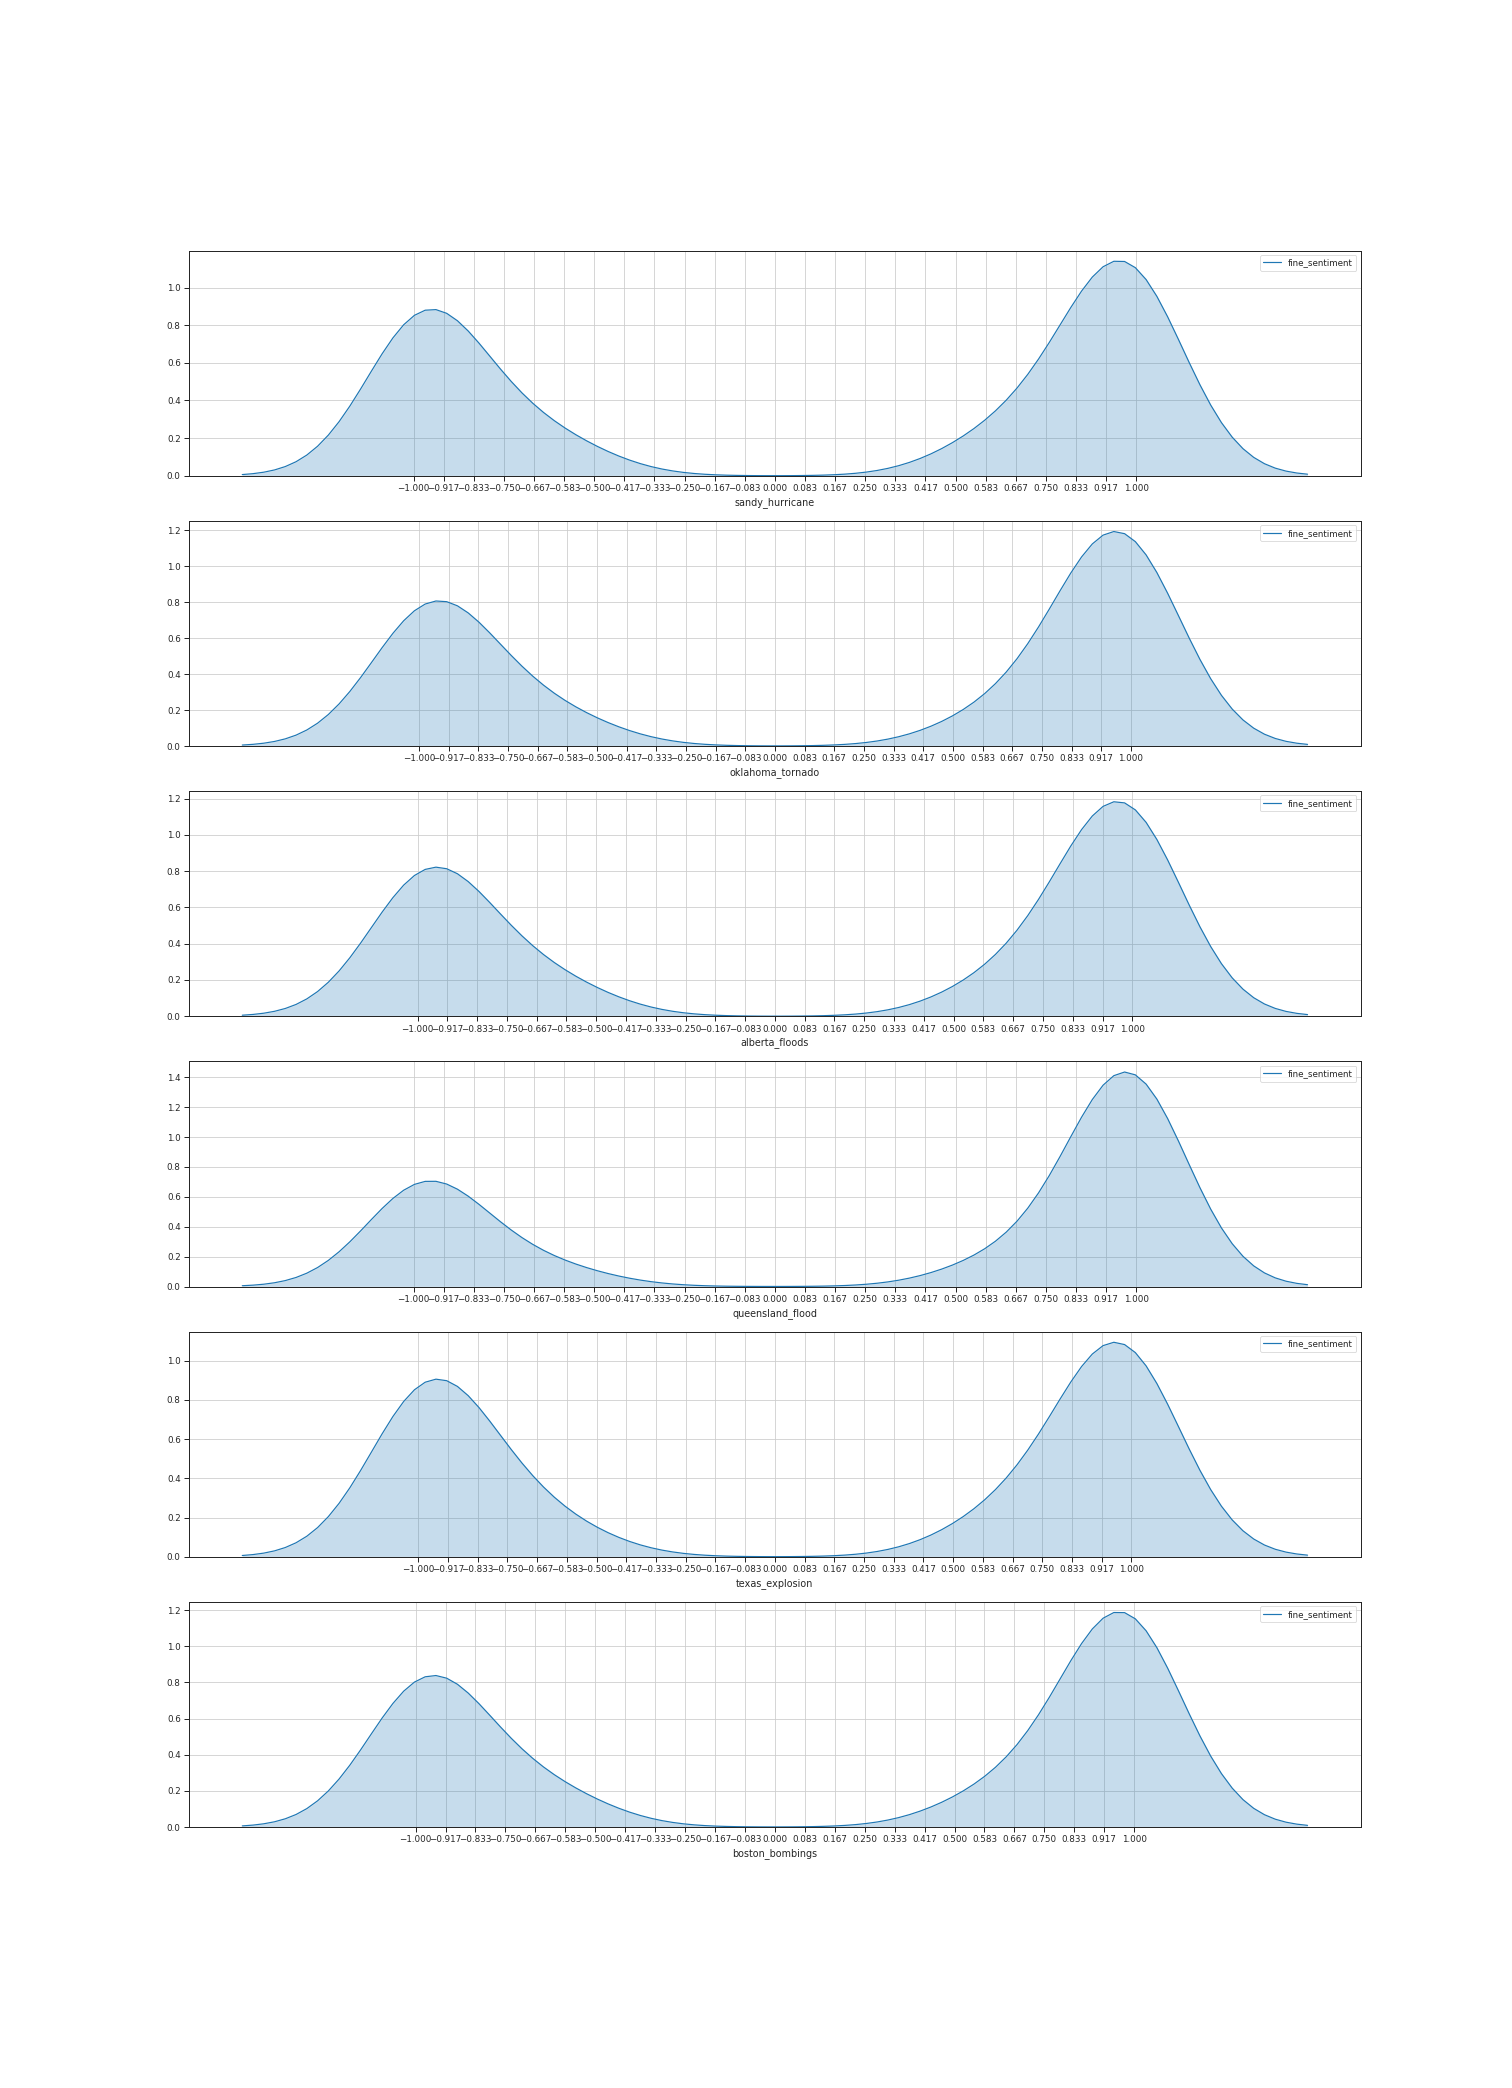 fine_sentiment
1.0
0.8
0.6
0.4
0.2
0.0
−1.000 −0.917 −0.833 −0.750 −0.667 −0.583 −0.500 −0.417 −0.333 −0.250 −0.167 −0.083 0.000 0.083 0.167 0.250 0.333 0.417 0.500 0.583 0.667 0.750 0.833 0.917 1.000
sandy_hurricane
fine_sentiment
1.2
1.0
0.8
0.6
0.4
0.2
0.0
−1.000 −0.917 −0.833 −0.750 −0.667 −0.583 −0.500 −0.417 −0.333 −0.250 −0.167 −0.083 0.000 0.083 0.167 0.250 0.333 0.417 0.500 0.583 0.667 0.750 0.833 0.917 1.000
oklahoma_tornado
fine_sentiment
1.2
1.0
0.8
0.6
0.4
0.2
0.0
−1.000 −0.917 −0.833 −0.750 −0.667 −0.583 −0.500 −0.417 −0.333 −0.250 −0.167 −0.083 0.000 0.083 0.167 0.250 0.333 0.417 0.500 0.583 0.667 0.750 0.833 0.917 1.000
alberta_floods
fine_sentiment
1.4
1.2
1.0
0.8
0.6
0.4
0.2
0.0
−1.000 −0.917 −0.833 −0.750 −0.667 −0.583 −0.500 −0.417 −0.333 −0.250 −0.167 −0.083 0.000 0.083 0.167 0.250 0.333 0.417 0.500 0.583 0.667 0.750 0.833 0.917 1.000
queensland_flood
fine_sentiment
1.0
0.8
0.6
0.4
0.2
0.0
−1.000 −0.917 −0.833 −0.750 −0.667 −0.583 −0.500 −0.417 −0.333 −0.250 −0.167 −0.083 0.000 0.083 0.167 0.250 0.333 0.417 0.500 0.583 0.667 0.750 0.833 0.917 1.000
texas_explosion
fine_sentiment
1.2
1.0
0.8
0.6
0.4
0.2
0.0
−1.000 −0.917 −0.833 −0.750 −0.667 −0.583 −0.500 −0.417 −0.333 −0.250 −0.167 −0.083 0.000 0.083 0.167 0.250 0.333 0.417 0.500 0.583 0.667 0.750 0.833 0.917 1.000
boston_bombings